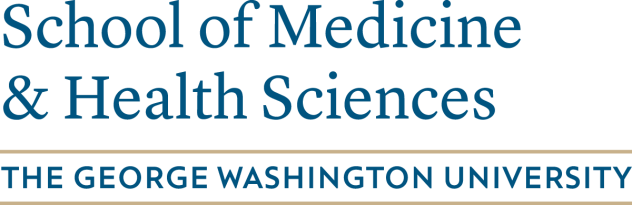 School of Medicine
& Health Sciences
THE GEORGE WASHINGTON UNIVERSITY